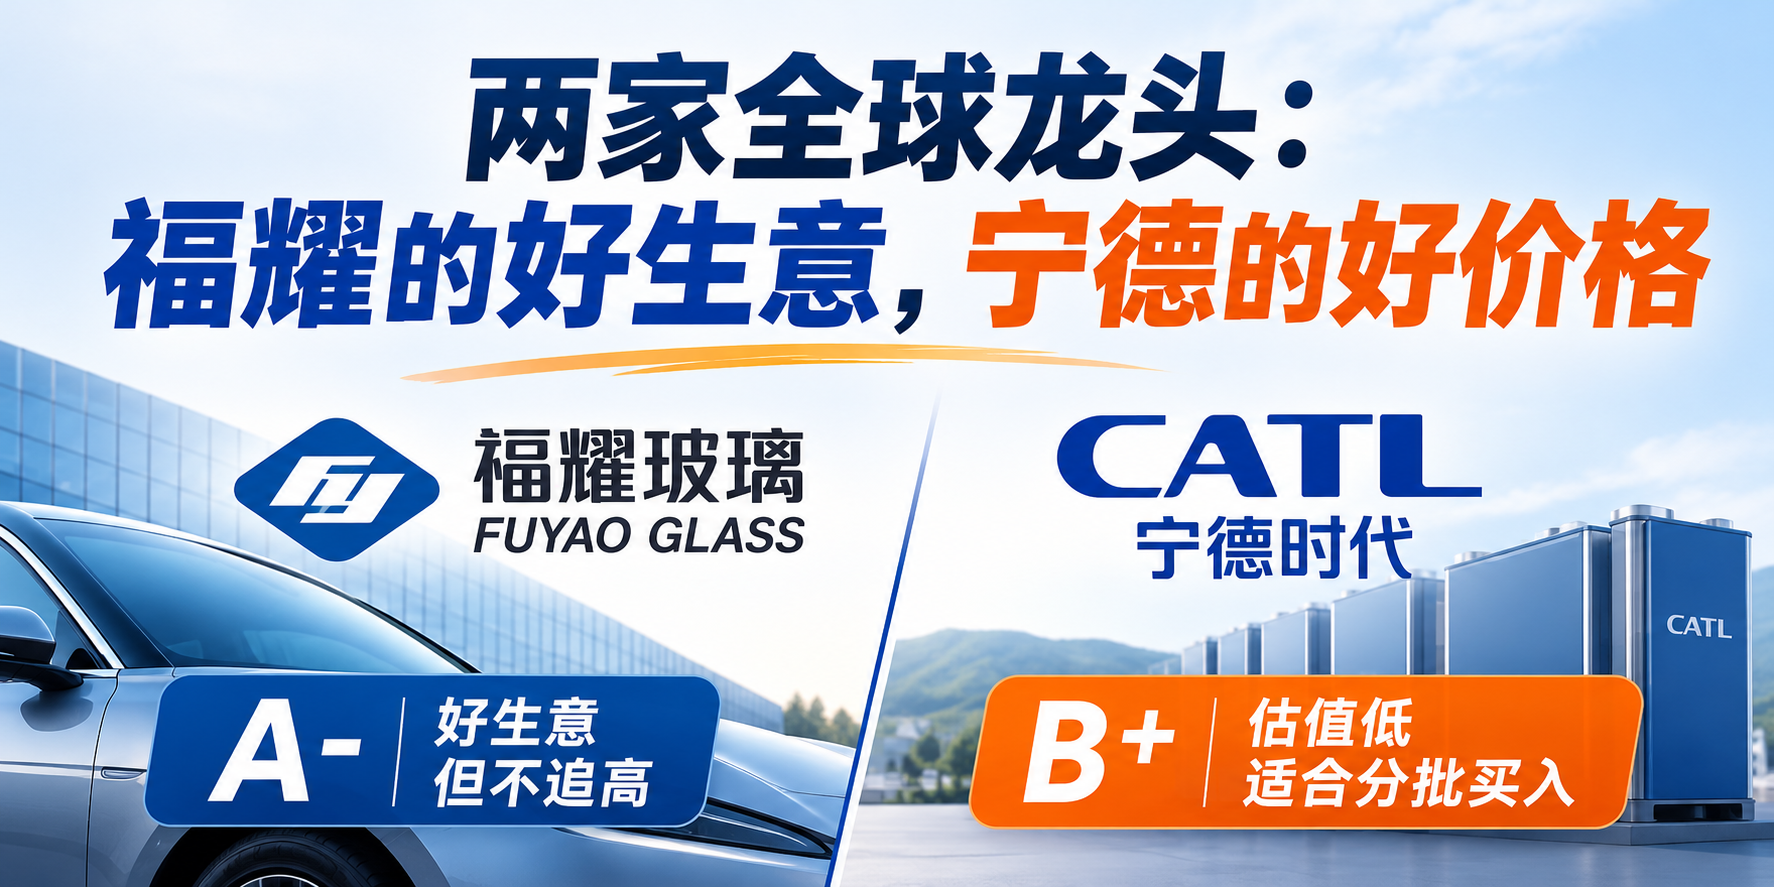 两家全球龙头：
福耀的好生意，宁德的好价格
fy
福耀玻璃
FUYAO GLASS
CATL
宁德时代
CATL
A-
好生意
但不追高
B+
估值低
适合分批买入